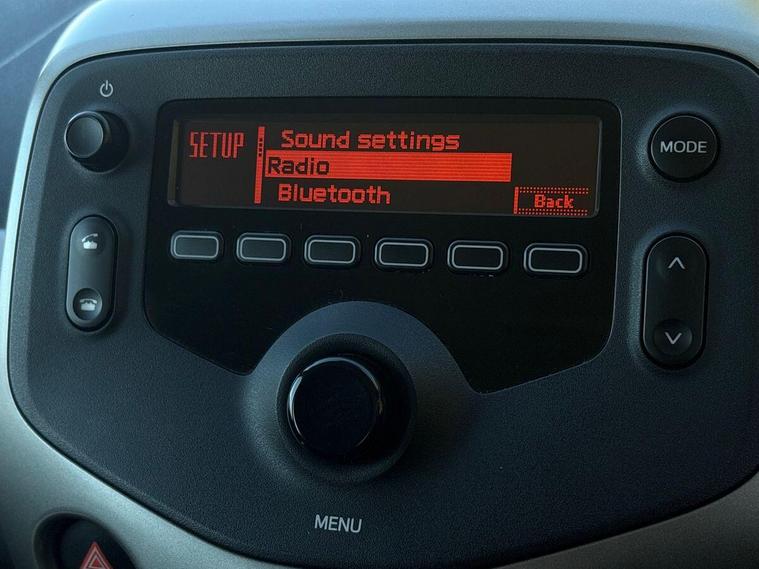 SETUP
Sound settings
Radio
Bluetooth
Back
MODE
MENU